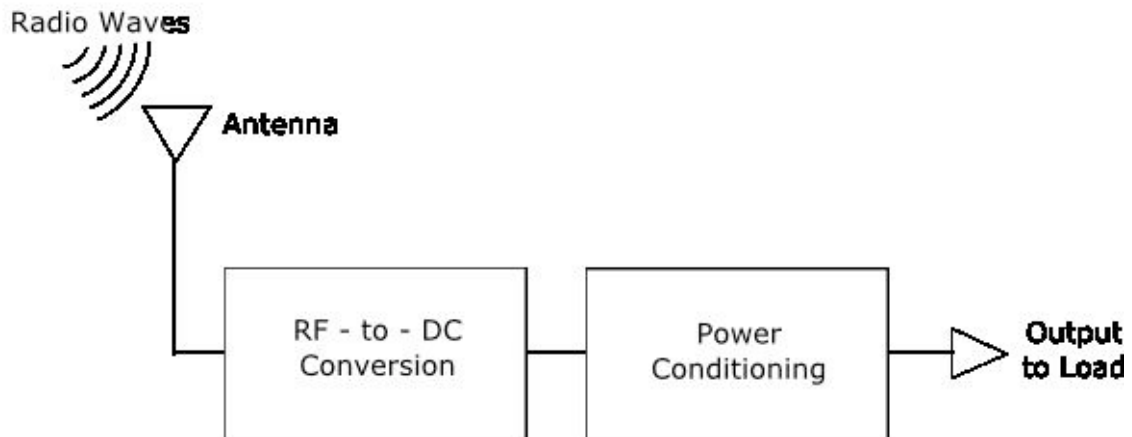 Radio Waves
Antenna
RF - to - DC
Conversion
Power
Conditioning
Output
to Load